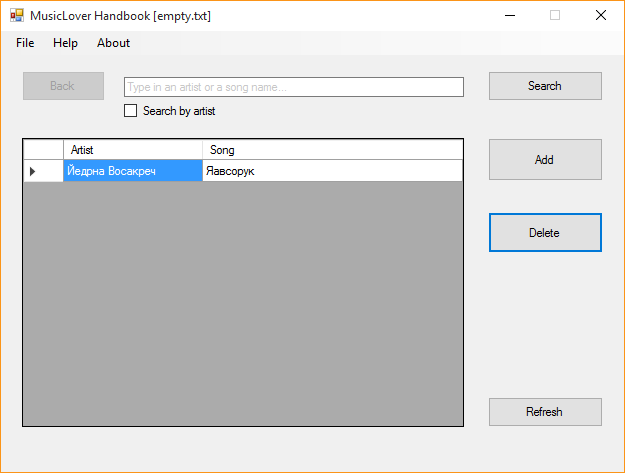 MusicLover Handbook [empty.txt]
File Help About
Back Type in an artist or a song name... Search
Search by artist
Artist Song Add
Йедрна Восакреч Яавсорук
Delete
Refresh